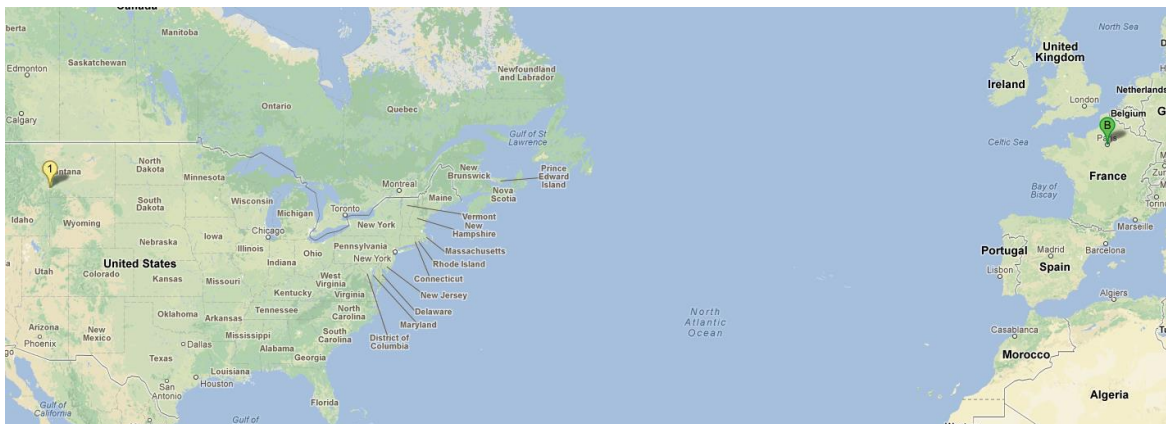 Canada
North Sea
Manitoba
Saskatchewan
Edmonton
Calgary
Ontario
Quebec
Newfoundland
and Labrador
Gulf of St
Lawrence
United
Kingdom
Ireland
London
Netherlands
Belgium
Celtic Sea
B
Paris
France
Bay of
Biscay
Marseille
1
North
Dakota
Minnesota
South
Dakota
Wisconsin
Michigan
Toronto
Montreal
Maine
New
Brunswick
Prince
Edward
Island
Nova
Scotia
Vermont
New
Hampshire
Massachusetts
Rhode Island
Connecticut
New Jersey
Delaware
Maryland
District of
Columbia
Idaho
Wyoming
Nebraska
Iowa
Chicago
Illinois
Indiana
Ohio
Pennsylvania
New York
New York
United States
Utah
Colorado
Kansas
Missouri
West
Virginia
Virginia
Kentucky
Tennessee
North
Carolina
South
Carolina
Oklahoma
Arkansas
Mississippi
Alabama
Georgia
Arizona
Phoenix
New
Mexico
Dallas
Texas
Louisiana
San
Antonio
Houston
Florida
Gulf of
California
Gulf of
North
Atlantic
Ocean
Portugal
Lisbon
Madrid
Spain
Barcelona
Algiers
Casablanca
Morocco
Algeria